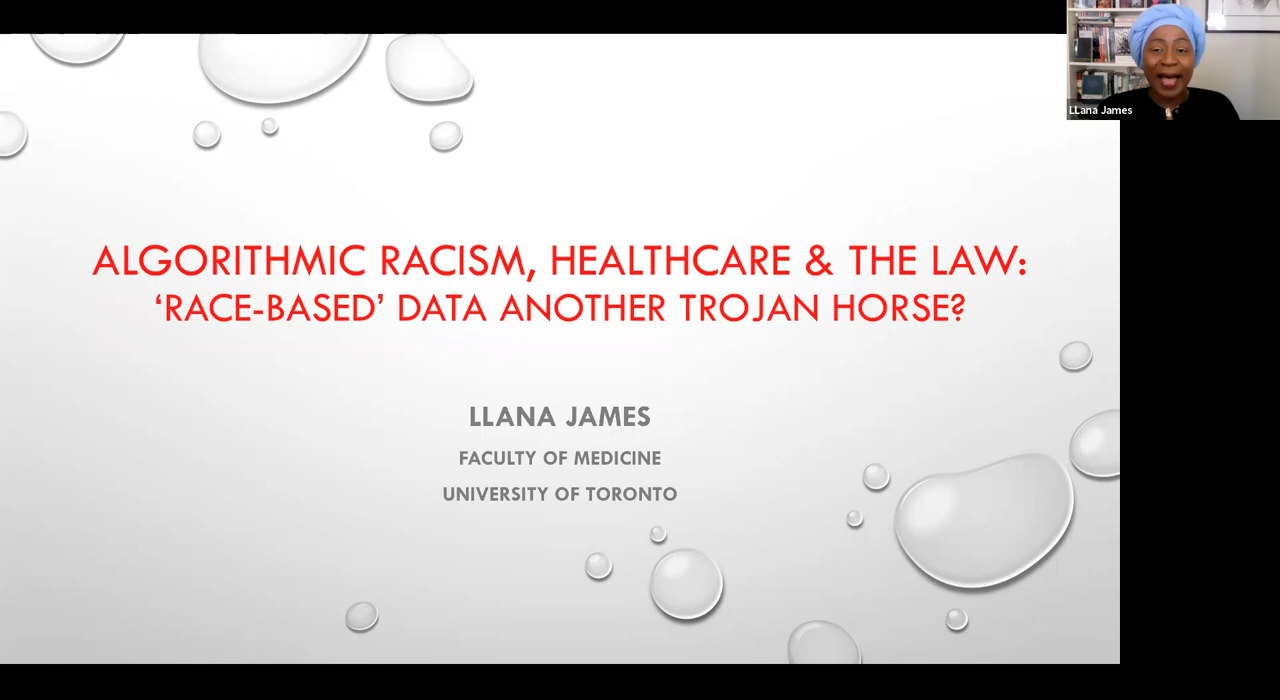 ALGORITHMIC RACISM, HEALTHCARE & THE LAW:
‘RACE-BASED’ DATA ANOTHER TROJAN HORSE?
LLANA JAMES
FACULTY OF MEDICINE
UNIVERSITY OF TORONTO
LLana James